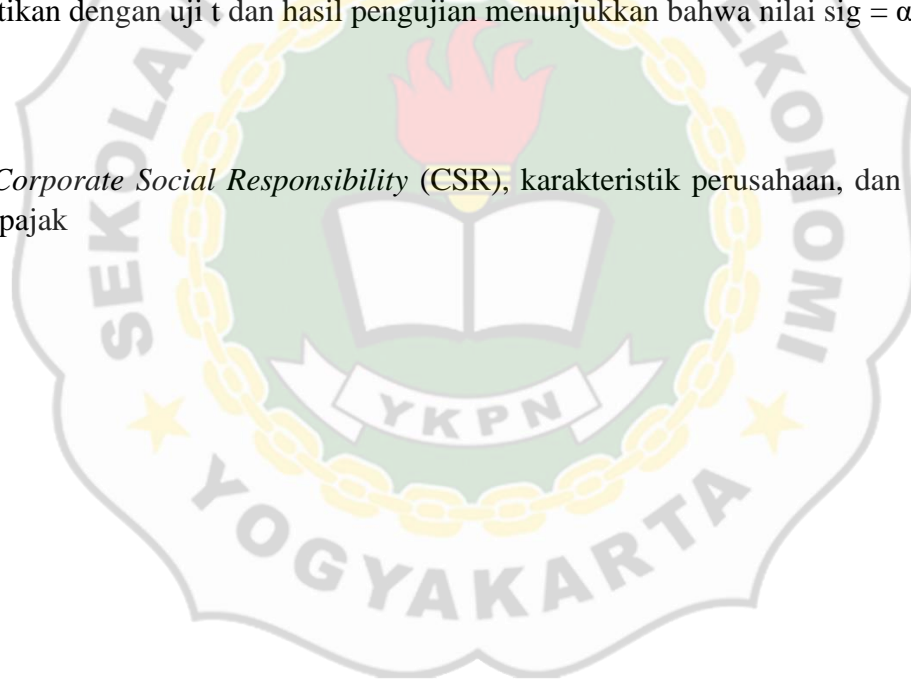 tikan dengan uji t dan hasil pengujian menunjukkan bahwa nilai sig = α
Corporate Social Responsibility (CSR), karakteristik perusahaan, dan
pajak
SEKOLAH
EKONOMI
YKPN
YOGYAKARTA